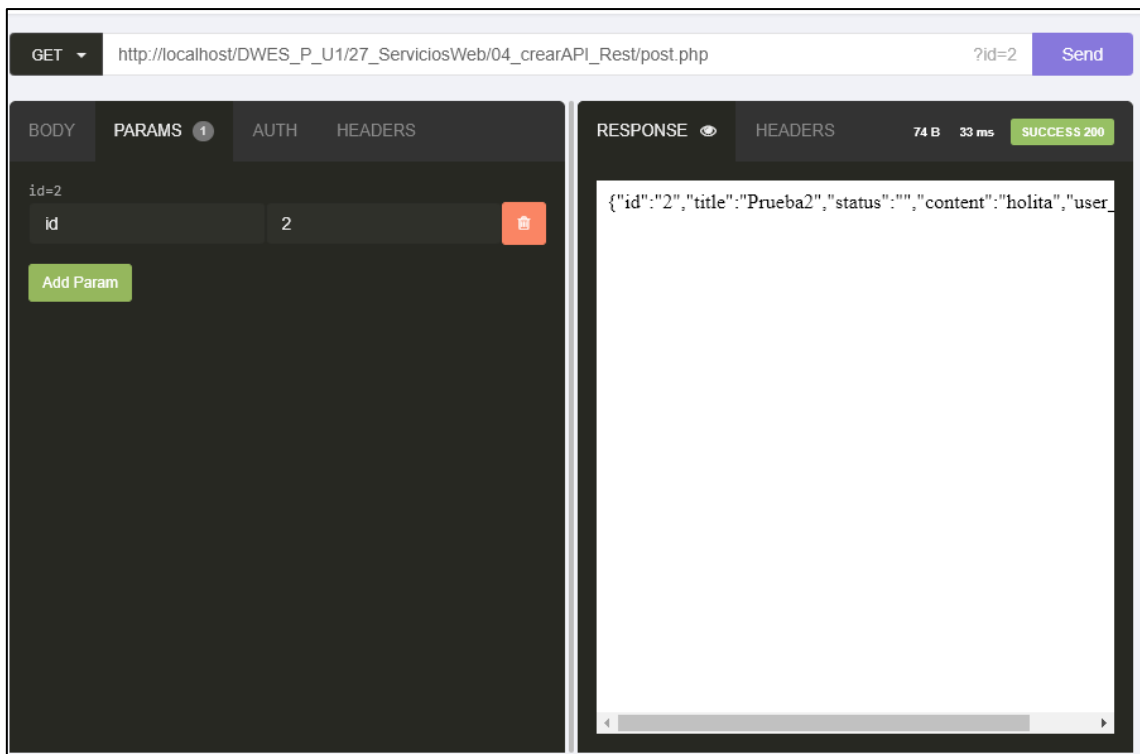 GET http://localhost/DWES_P_U1/27_ServiciosWeb/04_crearAPI_Rest/post.php ?id=2 Send
BODY PARAMS 1 AUTH HEADERS
RESPONSE HEADERS 74 B 33 ms SUCCESS 200
id=2
id 2
Add Param
{"id":"2","title":"Prueba2","status":"","content":"holita","user_